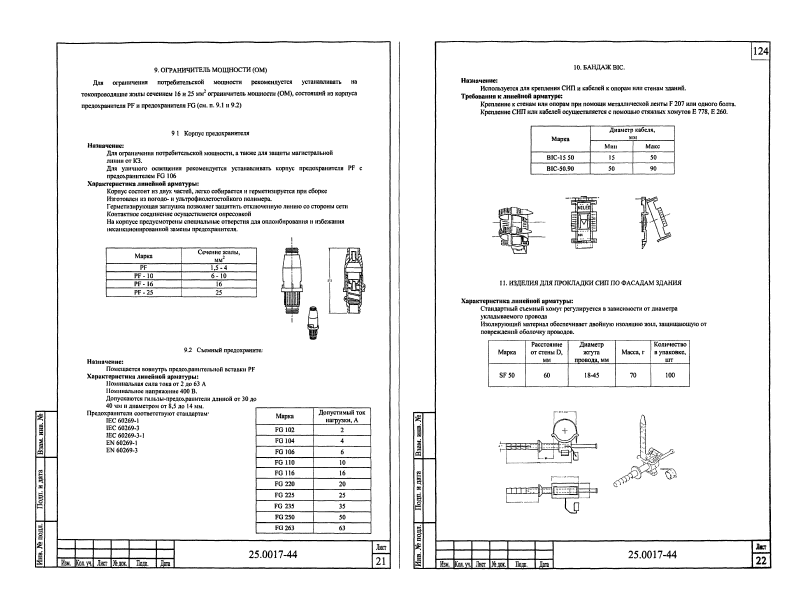 9. ОГРАНИЧИТЕЛЬ МОЩНОСТИ (ОМ)
Для ограничения потребительской мощности рекомендуется устанавливать на
токопроводящие жилы сечением 16 и 25 мм² ограничитель мощности (ОМ), состоящий из корпуса
предохранителя PF и предохранителя FG (см. п. 9.1 и 9.2)
9 1 Корпус предохранителя
Назначение:
Для ограничения потребительской мощности, а также для защиты магистральной
линии от КЗ.
Для уличного освещения рекомендуется устанавливать корпус предохранителя PF с
предохранителем FG 106
Характеристика линейной арматуры:
Корпус состоит из двух частей, легко собирается и герметизируется при сборке
Изготовлен из погодо- и ультрофиолетостойкого полимера.
Герметизирующая заглушка позволяет защитить отключенную линию со стороны сети
Контактное соединение осуществляется опрессовкой
На корпусе предусмотрены специальные отверстия для опломбирования и избежания
несанкционированной замены предохранителя.
Марка Сечение жилы, мм²
PF 1,5 - 4
PF - 10 6 - 10
PF - 16 16
PF - 25 25
9.2 Съемный предохранител
Назначение:
Помещается вовнутрь предохранительной вставки PF
Характеристика линейной арматуры:
Номинальная сила тока от 2 до 63 А
Номинальное напряжение 400 В.
Допускаются гильзы-предохранители длиной от 30 до
40 мм и диаметром от 8,5 до 14 мм.
Предохранители соответствуют стандартам
IEC 60269-1
IEC 60269-3
IEC 60269-3-1
EN 60269-1
EN 60269-3
Марка Допустимый ток нагрузки, А
FG 102 2
FG 104 4
FG 106 6
FG 110 10
FG 116 16
FG 220 20
FG 225 25
FG 235 35
FG 250 50
FG 263 63
Взам. инв. №
Подп. и дата
Инв. № подл.
Изм. Кол. уч. Лист № док. Подп. Дата
25.0017-44
Лист
21
124
10. БАНДАЖ BIC.
Назначение:
Используется для крепления СИП и кабелей к опорам или стенам зданий.
Требования к линейной арматуре:
Крепление к стенам или опорам при помощи металлической ленты F 207 или одного болта.
Крепление СИП или кабелей осуществляется с помощью стяжных хомутов E 778, E 260.
Марка Диаметр кабеля, мм
Мин Макс
BIC-15 50 15 50
BIC-50.90 50 90
11. ИЗДЕЛИЯ ДЛЯ ПРОКЛАДКИ СИП ПО ФАСАДАМ ЗДАНИЯ
Характеристика линейной арматуры:
Стандартный съемный хомут регулируется в зависимости от диаметра
укладываемого провода
Изолирующий материал обеспечивает двойную изоляцию жил, защищающую от
повреждений оболочку проводов.
Марка Расстояние от стены D, мм Диаметр жгута провода, мм Масса, г Количество в упаковке, шт
SF 50 60 18-45 70 100
Взам. инв. №
Подп. и дата
Инв. № подл.
Изм. Кол. уч. Лист № док. Подп. Дата
25.0017-44
Лист
22